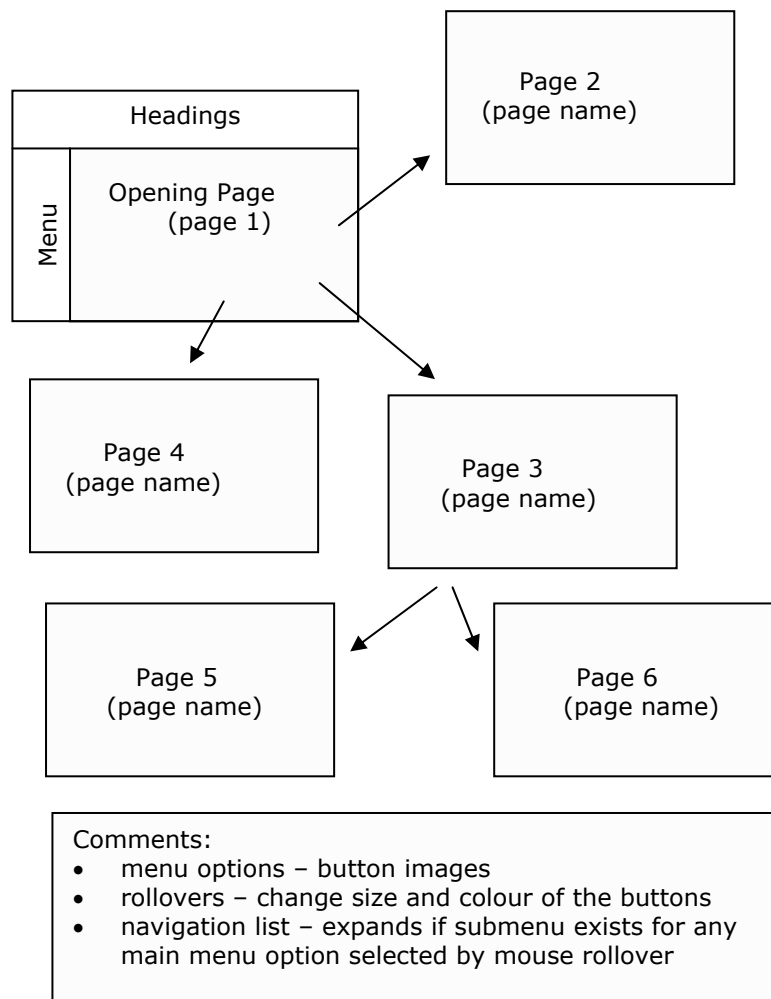 Headings
Menu
Opening Page
(page 1)
Page 2
(page name)
Page 4
(page name)
Page 3
(page name)
Page 5
(page name)
Page 6
(page name)
Comments:
• menu options – button images
• rollovers – change size and colour of the buttons
• navigation list – expands if submenu exists for any
main menu option selected by mouse rollover